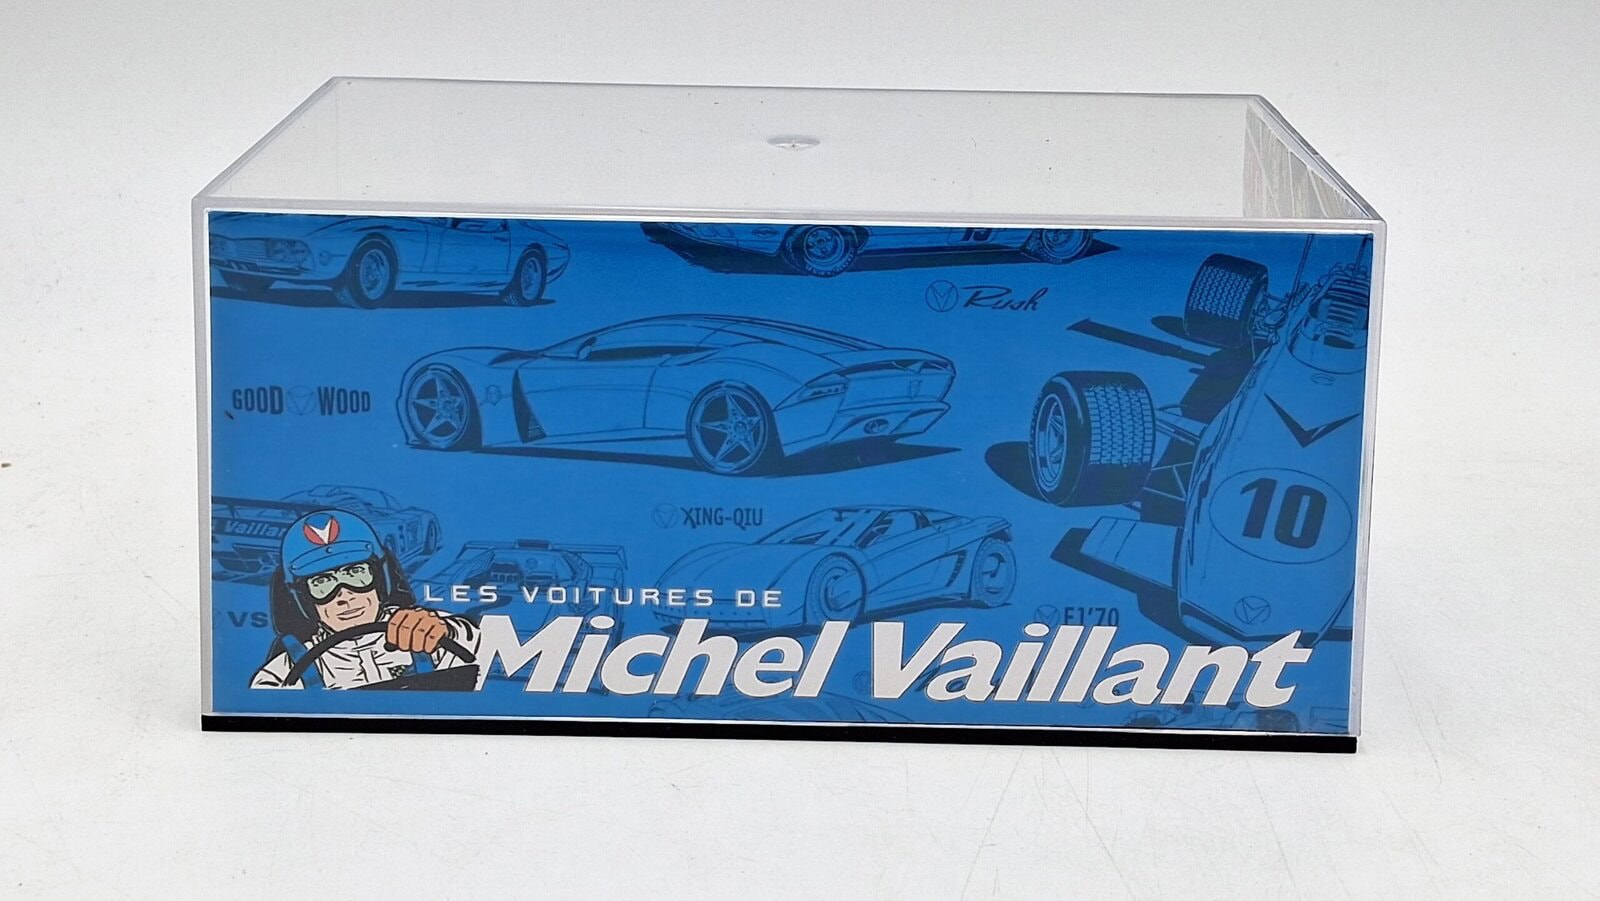 Rush
GOOD WOOD
10
Vaillant
XING-QIU
LES VOITURES DE
VS
F1'70
Michel Vaillant